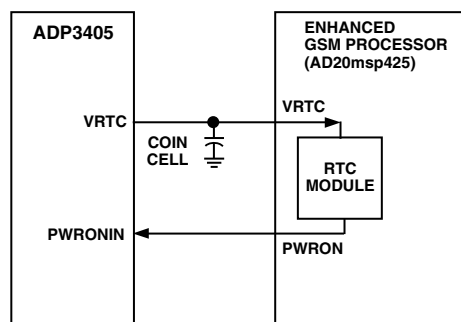 ADP3405
ENHANCED
GSM PROCESSOR
(AD20msp425)
VRTC
VRTC
COIN
CELL
RTC
MODULE
PWRONIN
PWRON